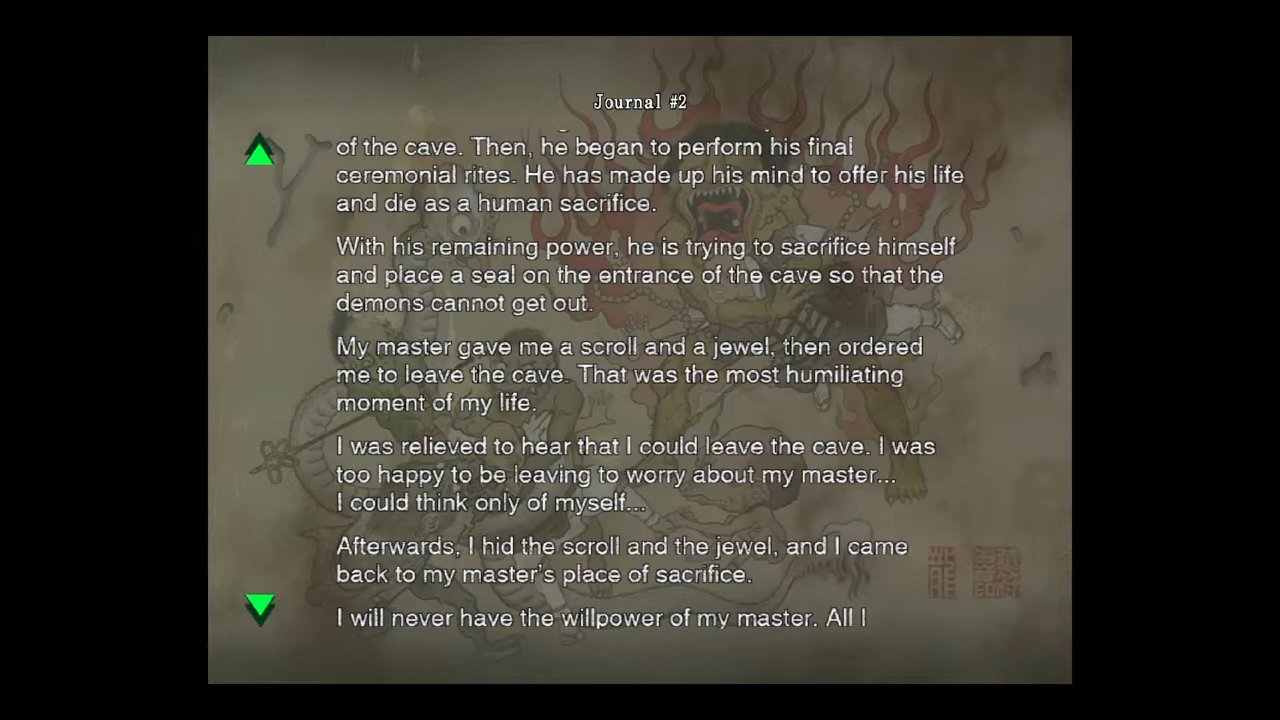 Journal #2
of the cave. Then, he began to perform his final
ceremonial rites. He has made up his mind to offer his life
and die as a human sacrifice.
With his remaining power, he is trying to sacrifice himself
and place a seal on the entrance of the cave so that the
demons cannot get out.
My master gave me a scroll and a jewel, then ordered
me to leave the cave. That was the most humiliating
moment of my life.
I was relieved to hear that I could leave the cave. I was
too happy to be leaving to worry about my master...
I could think only of myself...
Afterwards, I hid the scroll and the jewel, and I came
back to my master's place of sacrifice.
I will never have the willpower of my master. All I